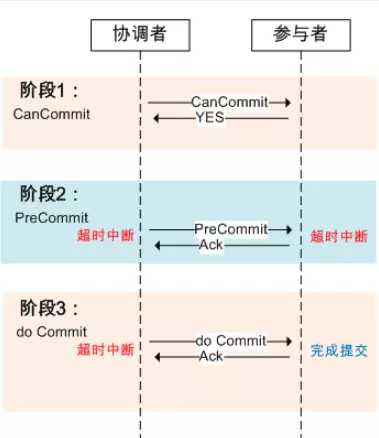 协调者
参与者
阶段1：
CanCommit
CanCommit
YES
阶段2：
PreCommit
超时中断
PreCommit
Ack
超时中断
阶段3：
do Commit
超时中断
do Commit
Ack
完成提交